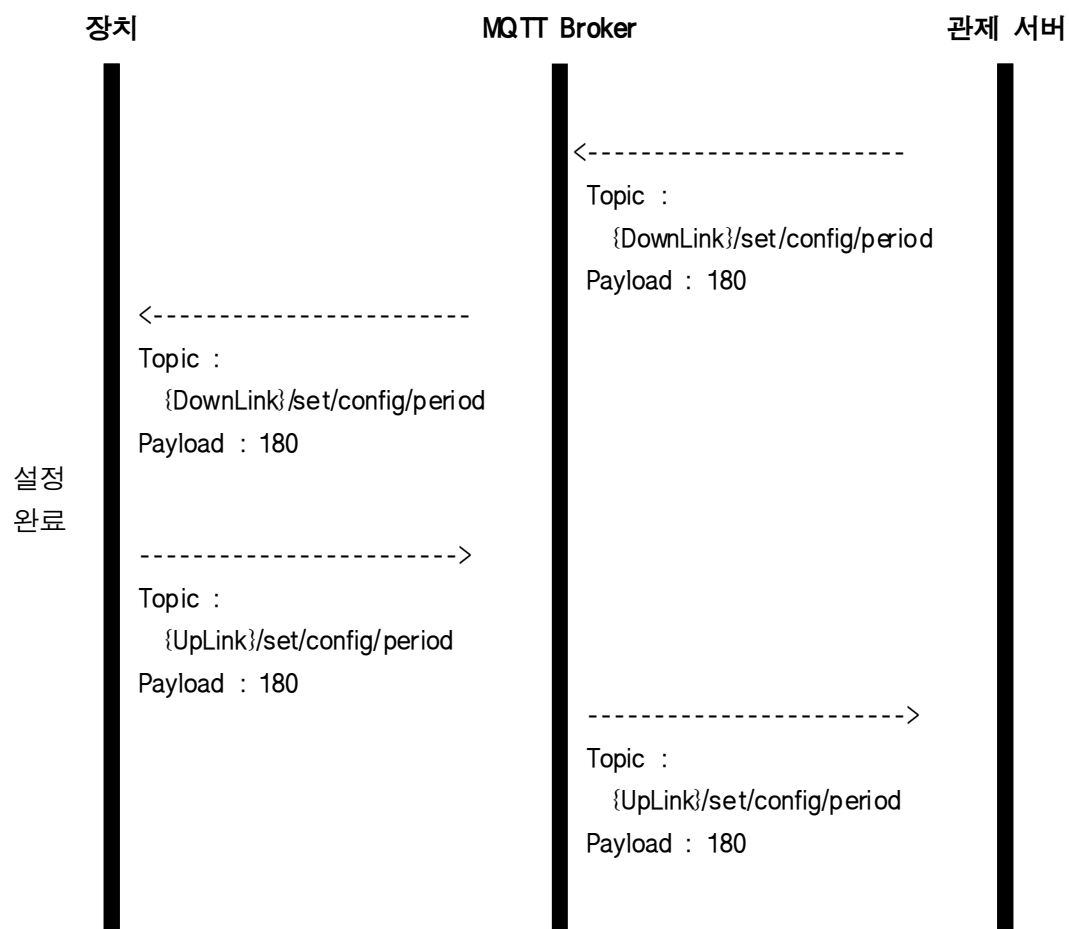 장치 MQTT Broker 관제 서버
<------------------------
Topic :
{DownLink}/set/config/period
Payload : 180
<------------------------
Topic :
{DownLink}/set/config/period
Payload : 180
설정
완료
------------------------>
Topic :
{UpLink}/set/config/period
Payload : 180
------------------------>
Topic :
{UpLink}/set/config/period
Payload : 180